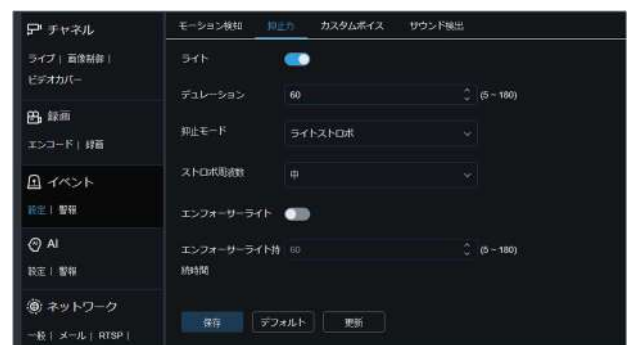 チャネル
ライブ | 画像制御 |
ビデオカバー
録画
エンコード | 録画
イベント
設定 | 警報
AI
設定 | 警報
ネットワーク
一般 | メール | RTSP |
モーション検知 抑止力 カスタムボイス サウンド検出
ライト
デュレーション 60 (5 ~ 180)
抑止モード ライトストロボ
ストロボ周波数 中
エンフォーサーライト
エンフォーサーライト持 60 (5 ~ 180)
続時間
保存 デフォルト 更新